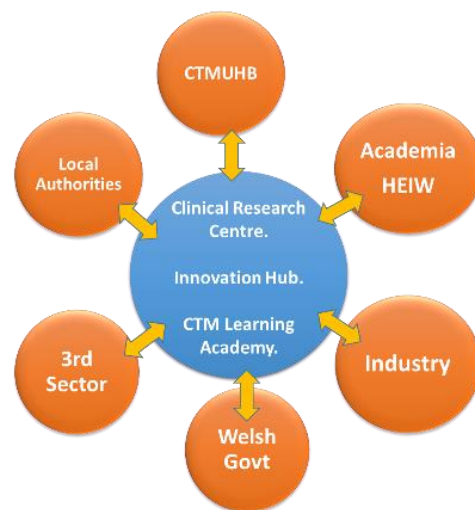 CTMUHB
Local
Authorities
Academia
HEIW
Clinical Research
Centre.
Innovation Hub.
CTM Learning
Academy.
3rd
Sector
Industry
Welsh
Govt